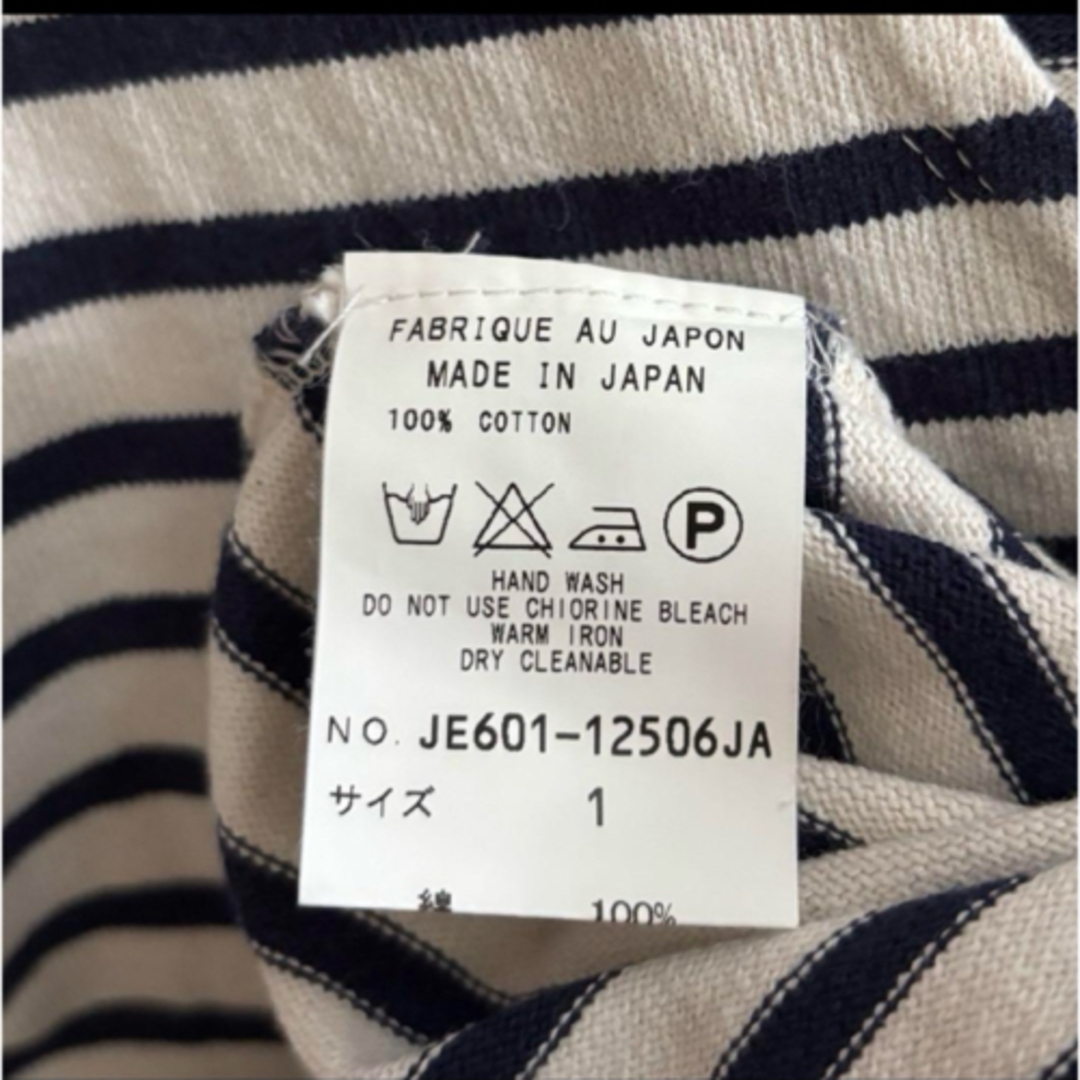 FABRIQUE AU JAPON
MADE IN JAPAN
100% COTTON
P
HAND WASH
DO NOT USE CHIORINE BLEACH
WARM IRON
DRY CLEANABLE
NO. JE601-12506JA
サイズ 1
綿 100%